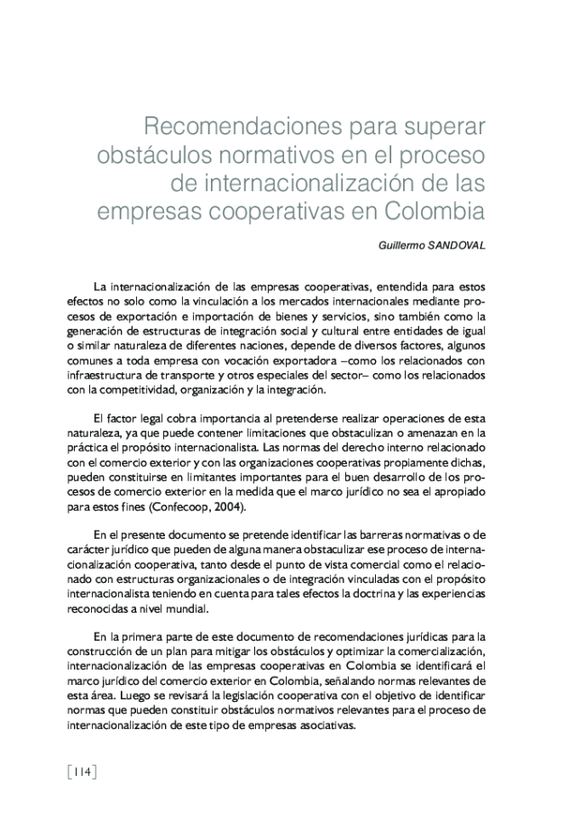 Recomendaciones para superar
obstáculos normativos en el proceso
de internacionalización de las
empresas cooperativas en Colombia
Guillermo SANDOVAL
La internacionalización de las empresas cooperativas, entendida para estos
efectos no solo como la vinculación a los mercados internacionales mediante pro-
cesos de exportación e importación de bienes y servicios, sino también como la
generación de estructuras de integración social y cultural entre entidades de igual
o similar naturaleza de diferentes naciones, depende de diversos factores, algunos
comunes a toda empresa con vocación exportadora –como los relacionados con
infraestructura de transporte y otros especiales del sector– como los relacionados
con la competitividad, organización y la integración.
El factor legal cobra importancia al pretenderse realizar operaciones de esta
naturaleza, ya que puede contener limitaciones que obstaculizan o amenazan en la
práctica el propósito internacionalista. Las normas del derecho interno relacionado
con el comercio exterior y con las organizaciones cooperativas propiamente dichas,
pueden constituirse en limitantes importantes para el buen desarrollo de los pro-
cesos de comercio exterior en la medida que el marco jurídico no sea el apropiado
para estos fines (Confecoop, 2004).
En el presente documento se pretende identificar las barreras normativas o de
carácter jurídico que pueden de alguna manera obstaculizar ese proceso de interna-
cionalización cooperativa, tanto desde el punto de vista comercial como el relacio-
nado con estructuras organizacionales o de integración vinculadas con el propósito
internacionalista teniendo en cuenta para tales efectos la doctrina y las experiencias
reconocidas a nivel mundial.
En la primera parte de este documento de recomendaciones jurídicas para la
construcción de un plan para mitigar los obstáculos y optimizar la comercialización,
internacionalización de las empresas cooperativas en Colombia se identificará el
marco jurídico del comercio exterior en Colombia, señalando normas relevantes de
esta área. Luego se revisará la legislación cooperativa con el objetivo de identificar
normas que pueden constituir obstáculos normativos relevantes para el proceso de
internacionalización de este tipo de empresas asociativas.
[114]